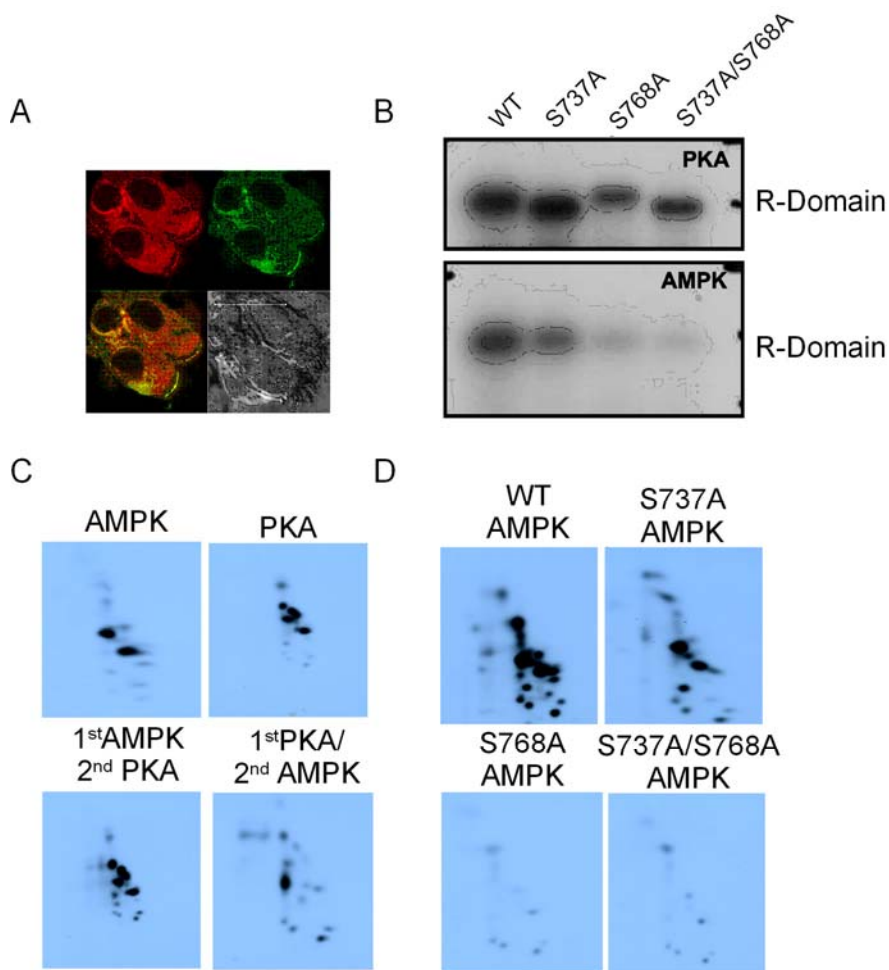 A
B
WT
S737A
S768A
S737A/S768A
PKA
R-Domain
AMPK
R-Domain
C
AMPK
PKA
1stAMPK
2nd PKA
1stPKA/
2nd AMPK
D
WT
AMPK
S737A
AMPK
S768A
AMPK
S737A/S768A
AMPK